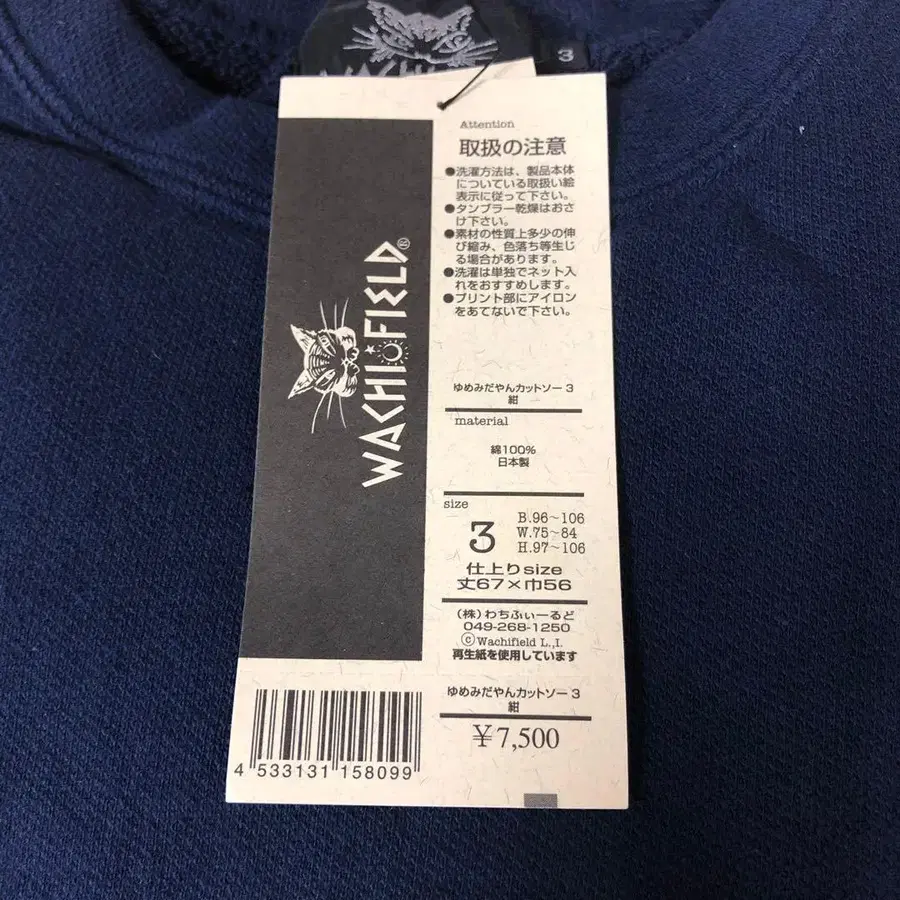 WACHIFIELD
3
Attention
取扱の注意
●洗濯方法は、製品本体
についている取扱い絵
表示に従って下さい。
●タンブラー乾燥はおさ
け下さい。
●素材の性質上多少の伸
び縮み、色落ち等生じ
る場合があります。
●洗濯は単独でネット入
れをおすすめします。
●プリント部にアイロン
をあてないで下さい。
WACHIFIELD®
ゆめみだやんカットソー3
紺
material
綿100%
日本製
size
3
B.96~106
W.75~84
H.97~106
仕上りsize
丈67×巾56
(株)わちふぃーるど
049-268-1250
©Wachifield L.,I.
再生紙を使用しています
ゆめみだやんカットソー3
紺
¥7,500
4 533131 158099